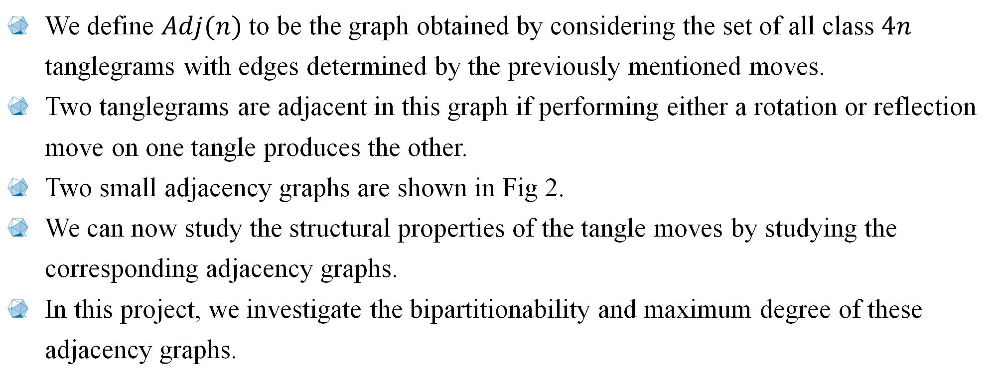 We define Adj(n) to be the graph obtained by considering the set of all class 4n
tanglegrams with edges determined by the previously mentioned moves.
Two tanglegrams are adjacent in this graph if performing either a rotation or reflection
move on one tangle produces the other.
Two small adjacency graphs are shown in Fig 2.
We can now study the structural properties of the tangle moves by studying the
corresponding adjacency graphs.
In this project, we investigate the bipartitionability and maximum degree of these
adjacency graphs.